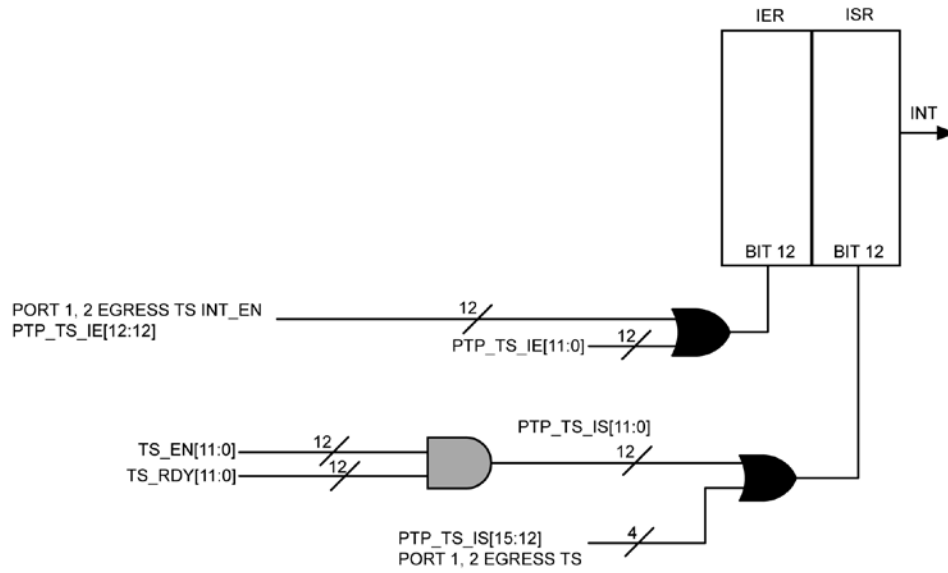 IER ISR
INT
BIT 12 BIT 12
PORT 1, 2 EGRESS TS INT_EN
PTP_TS_IE[12:12]
12
PTP_TS_IE[11:0]
12
PTP_TS_IS[11:0]
TS_EN[11:0]
12
12
TS_RDY[11:0]
12
PTP_TS_IS[15:12]
4
PORT 1, 2 EGRESS TS